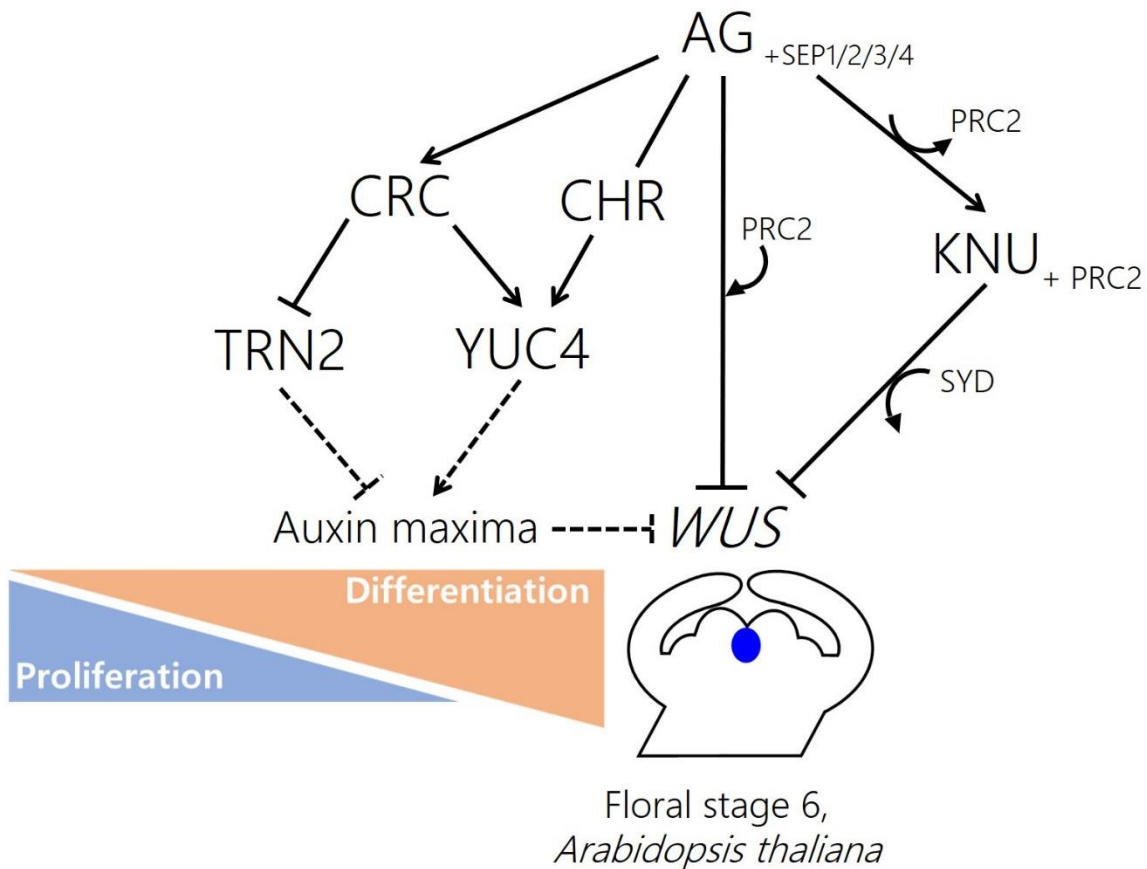 AG +SEP1/2/3/4
PRC2
CRC CHR
PRC2
KNU + PRC2
TRN2 YUC4
SYD
Auxin maxima WUS
Differentiation
Proliferation
Floral stage 6,
Arabidopsis thaliana